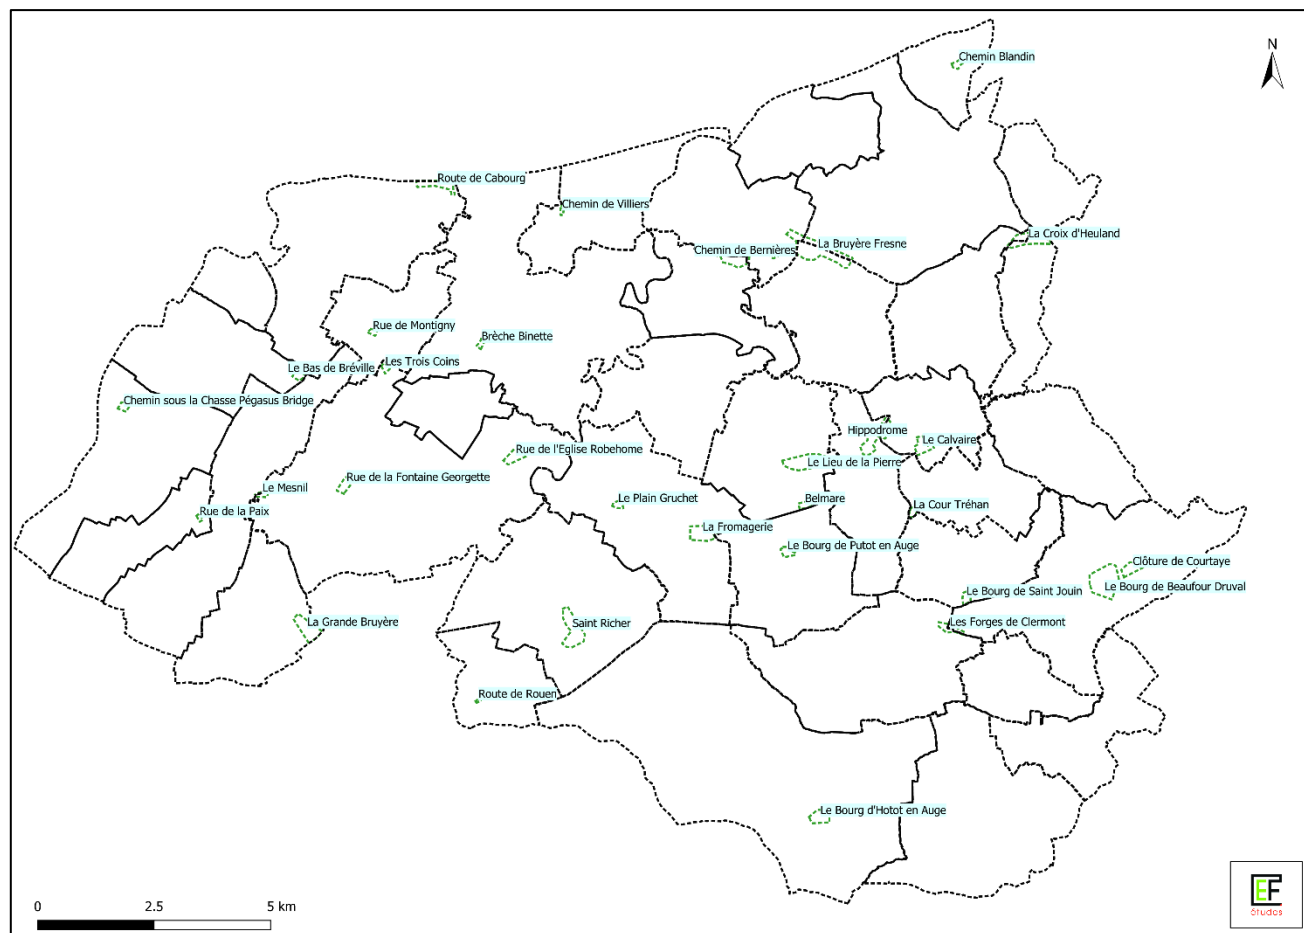 N
Chemin Blandin
Route de Cabourg
Chemin de Villiers
La Croix d'Heuland
La Bruyère Fresne
Chemin de Bernières
Rue de Montigny
Brèche Binette
Les Trois Coins
Le Bas de Bréville
Chemin sous la Chasse Pégasus Bridge
Hippodrome
Le Calvaire
Rue de l'Eglise Robehome
Le Lieu de la Pierre
Rue de la Fontaine Georgette
Le Mesnil
Le Plain Gruchet
Belmare
La Cour Tréhan
Rue de la Paix
La Fromagerie
Le Bourg de Putot en Auge
Clôture de Courtaye
Le Bourg de Beaufour Druval
Le Bourg de Saint Jouin
La Grande Bruyère
Saint Richer
Les Forges de Clermont
Route de Rouen
Le Bourg d'Hotot en Auge
0 2.5 5 km
EF
études